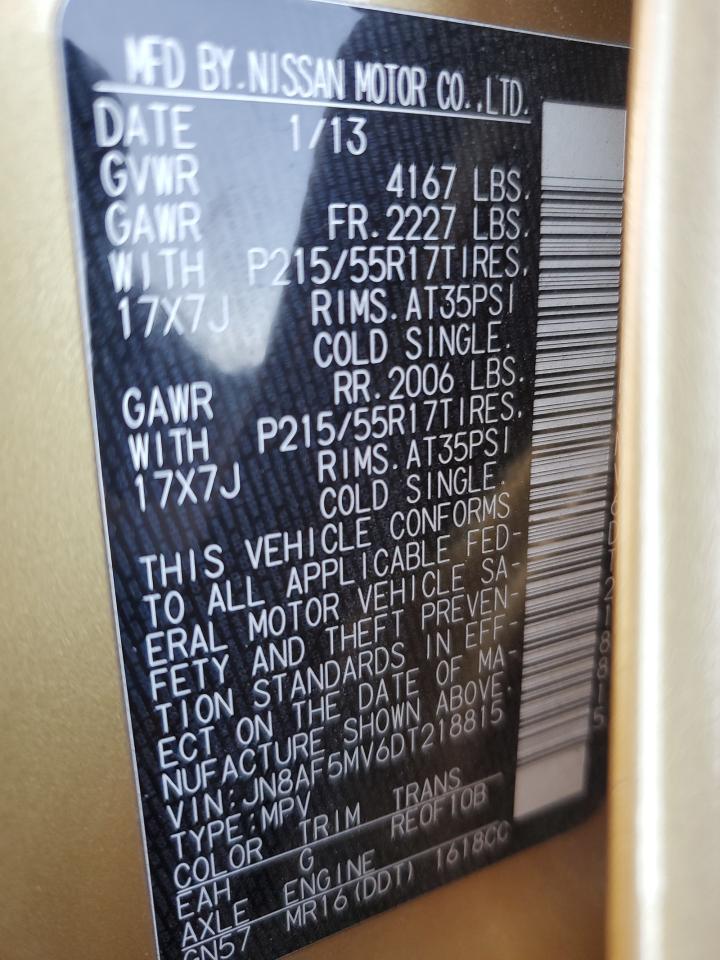 MFD BY.NISSAN MOTOR CO.,LTD.
DATE 1/13
GVWR 4167 LBS.
GAWR FR.2227 LBS.
WITH P215/55R17TIRES,
17X7J RIMS.AT35PSI
COLD SINGLE.
GAWR RR.2006 LBS.
WITH P215/55R17TIRES,
17X7J RIMS.AT35PSI
COLD SINGLE.
THIS VEHICLE CONFORMS
TO ALL APPLICABLE FED-
ERAL MOTOR VEHICLE SA-
FETY AND THEFT PREVEN-
TION STANDARDS IN EFF-
ECT ON THE DATE OF MA-
NUFACTURE SHOWN ABOVE.
VIN:JN8AF5MV6DT218815
TYPE:MPV
COLOR TRIM TRANS
EAH G RE0F10B
AXLE ENGINE
GN57 MR16(DDT) 1618CC